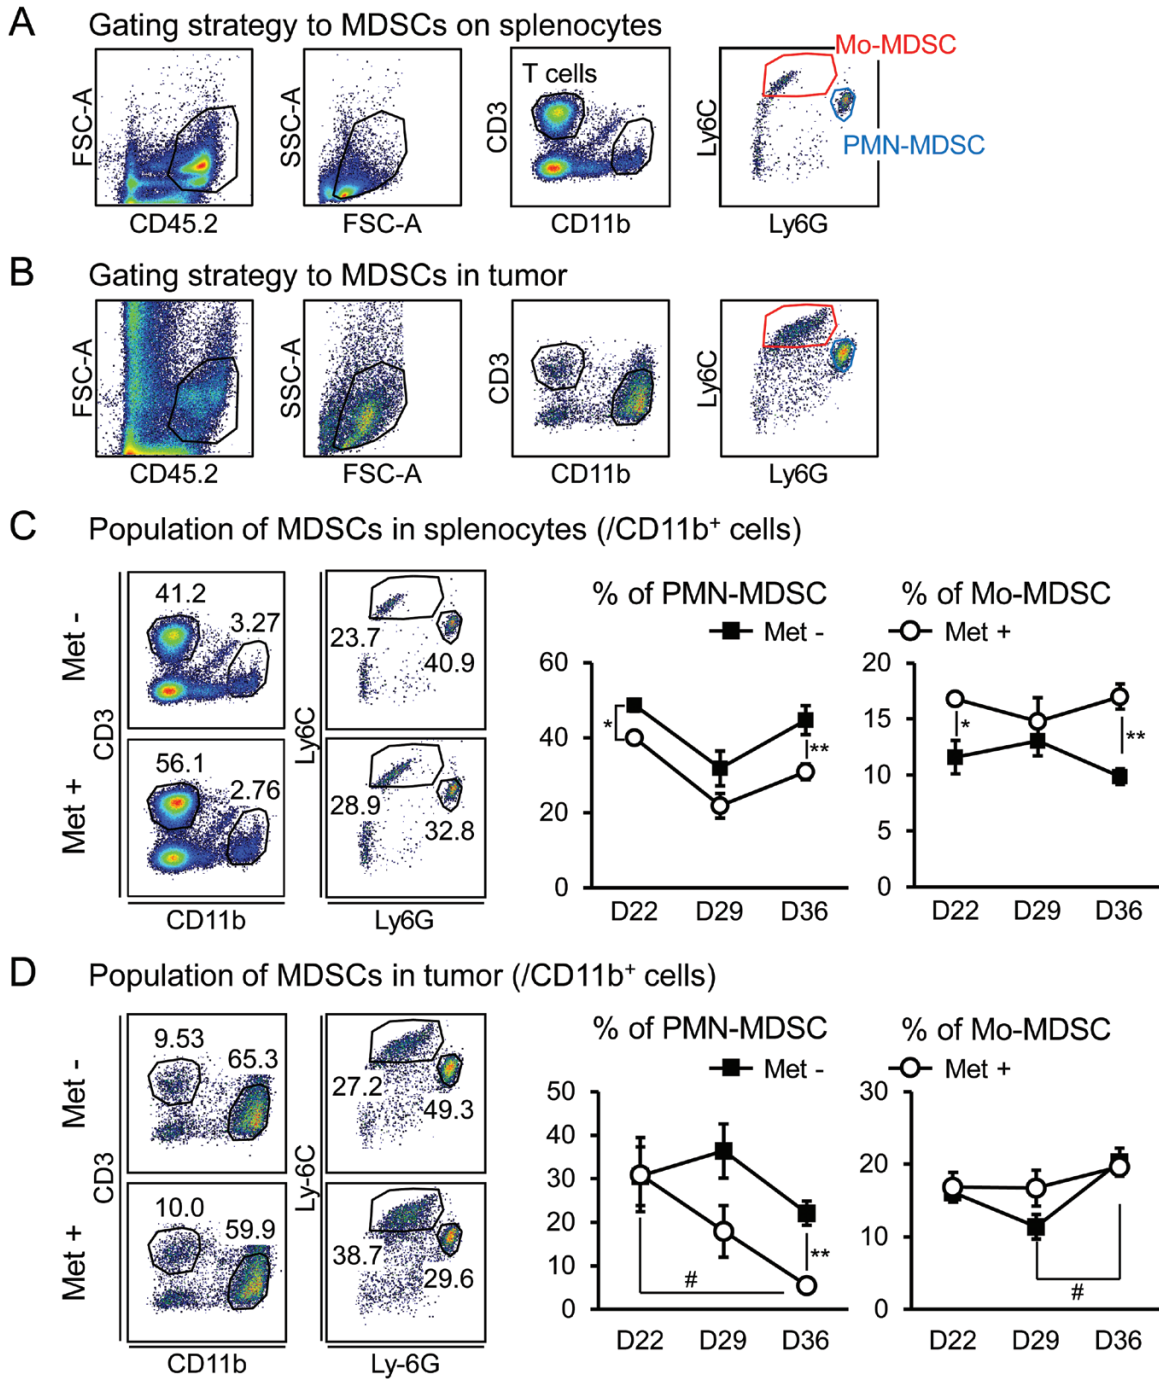 A Gating strategy to MDSCs on splenocytes
FSC-A
CD45.2
SSC-A
FSC-A
T cells
CD3
CD11b
Mo-MDSC
PMN-MDSC
Ly6C
Ly6G
B Gating strategy to MDSCs in tumor
FSC-A
CD45.2
SSC-A
FSC-A
CD3
CD11b
Ly6C
Ly6G
C Population of MDSCs in splenocytes (/CD11b⁺ cells)
Met -
Met +
CD3
41.2
3.27
56.1
2.76
CD11b
Ly6C
23.7
40.9
28.9
32.8
Ly6G
% of PMN-MDSC
% of Mo-MDSC
Met -
Met +
60
40
20
0
*
**
D22 D29 D36
20
15
10
5
0
*
**
D22 D29 D36
D Population of MDSCs in tumor (/CD11b⁺ cells)
Met -
Met +
CD3
9.53
65.3
10.0
59.9
CD11b
Ly-6C
27.2
49.3
38.7
29.6
Ly-6G
% of PMN-MDSC
% of Mo-MDSC
Met -
Met +
50
40
30
20
10
0
**
#
D22 D29 D36
30
20
10
0
#
D22 D29 D36